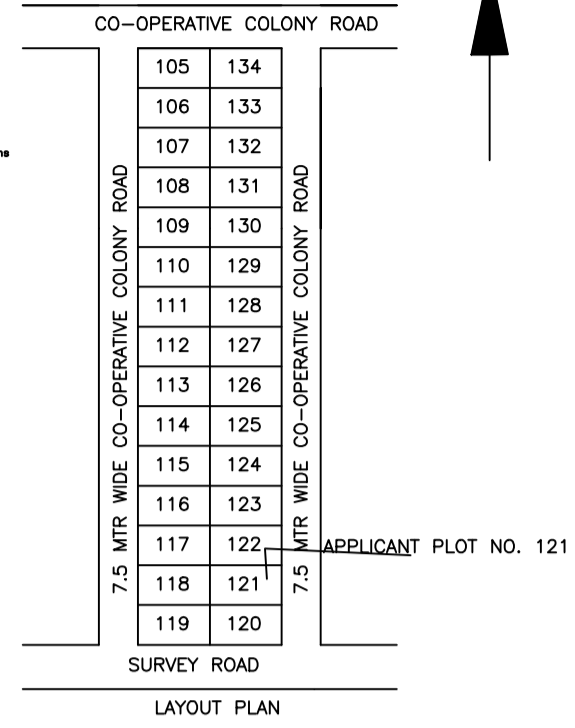 CO-OPERATIVE COLONY ROAD
105 134
106 133
ns
107 132
108 131
109 130
110 129
111 128
112 127
113 126
114 125
115 124
116 123
117 122
118 121
119 120
7.5 MTR WIDE CO-OPERATIVE COLONY ROAD
7.5 MTR WIDE CO-OPERATIVE COLONY ROAD
APPLICANT PLOT NO. 121
SURVEY ROAD
LAYOUT PLAN